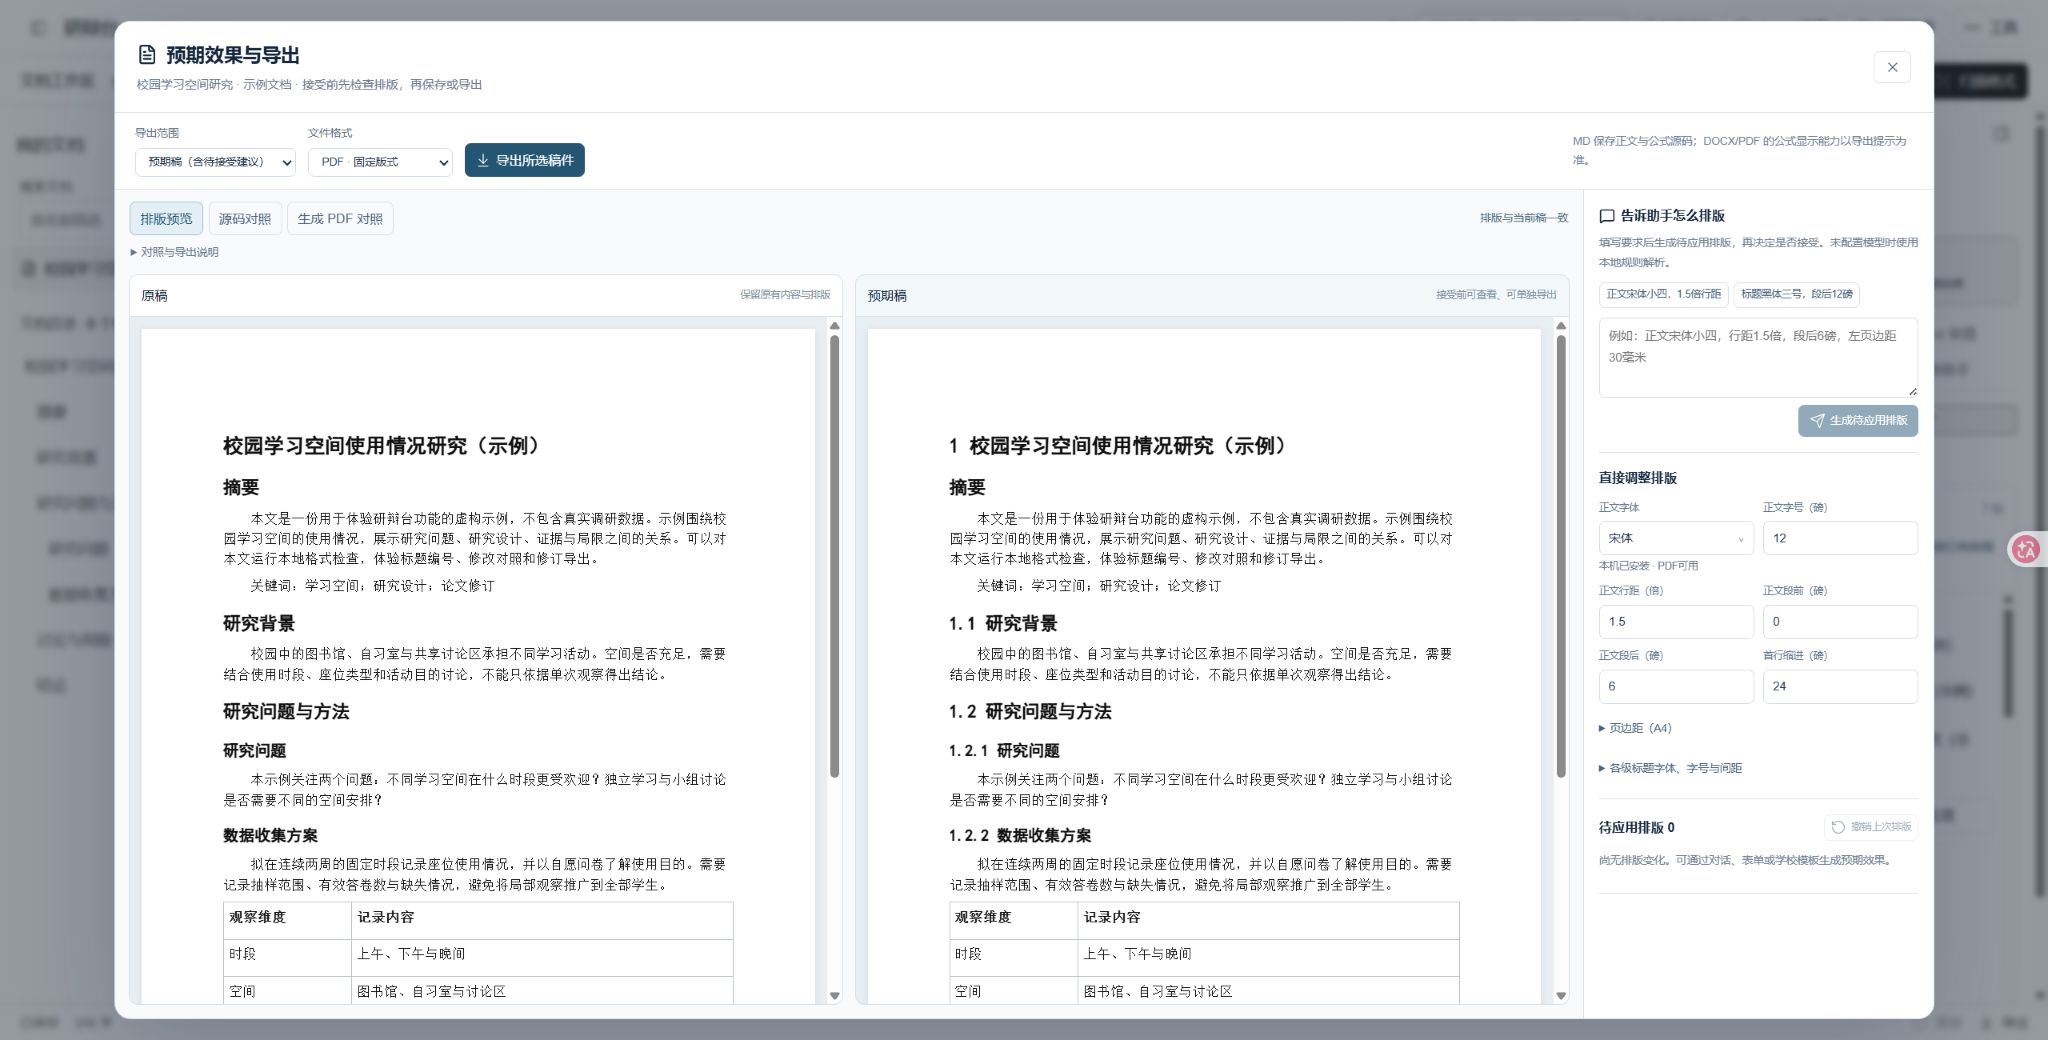 预期效果与导出
校园学习空间研究 · 示例文档 · 接受前先检查排版，再保存或导出
导出范围
文件格式
预期稿（含待接受建议）
PDF · 固定版式
导出所选稿件
MD 保存正文与公式源码；DOCX/PDF 的公式显示能力以导出提示为
准。
排版预览
源码对照
生成 PDF 对照
排版与当前稿一致
对照与导出说明
原稿
保留原有内容与排版
校园学习空间使用情况研究（示例）
摘要
本文是一份用于体验研辩台功能的虚构示例，不包含真实调研数据。示例围绕校
园学习空间的使用情况，展示研究问题、研究设计、证据与局限之间的关系。可以对
本文运行本地格式检查，体验标题编号、修改对照和修订导出。
关键词：学习空间；研究设计；论文修订
研究背景
校园中的图书馆、自习室与共享讨论区承担不同学习活动。空间是否充足，需要
结合使用时段、座位类型和活动目的讨论，不能只依据单次观察得出结论。
研究问题与方法
研究问题
本示例关注两个问题：不同学习空间在什么时段更受欢迎？独立学习与小组讨论
是否需要不同的空间安排？
数据收集方案
拟在连续两周的固定时段记录座位使用情况，并以自愿问卷了解使用目的。需要
记录抽样范围、有效答卷数与缺失情况，避免将局部观察推广到全部学生。
观察维度
记录内容
时段
上午、下午与晚间
空间
图书馆、自习室与讨论区
预期稿
接受前可查看、可单独导出
1 校园学习空间使用情况研究（示例）
摘要
本文是一份用于体验研辩台功能的虚构示例，不包含真实调研数据。示例围绕校
园学习空间的使用情况，展示研究问题、研究设计、证据与局限之间的关系。可以对
本文运行本地格式检查，体验标题编号、修改对照和修订导出。
关键词：学习空间；研究设计；论文修订
1.1 研究背景
校园中的图书馆、自习室与共享讨论区承担不同学习活动。空间是否充足，需要
结合使用时段、座位类型和活动目的讨论，不能只依据单次观察得出结论。
1.2 研究问题与方法
1.2.1 研究问题
本示例关注两个问题：不同学习空间在什么时段更受欢迎？独立学习与小组讨论
是否需要不同的空间安排？
1.2.2 数据收集方案
拟在连续两周的固定时段记录座位使用情况，并以自愿问卷了解使用目的。需要
记录抽样范围、有效答卷数与缺失情况，避免将局部观察推广到全部学生。
观察维度
记录内容
时段
上午、下午与晚间
空间
图书馆、自习室与讨论区
告诉助手怎么排版
填写要求后生成待应用排版，再决定是否接受。未配置模型时使用
本地规则解析。
正文宋体小四，1.5倍行距
标题黑体三号，段后12磅
例如：正文宋体小四，行距1.5倍，段后6磅，左页边距
30毫米
生成待应用排版
直接调整排版
正文字体
正文字号（磅）
宋体
12
本机已安装 · PDF可用
正文行距（倍）
正文段前（磅）
1.5
0
正文段后（磅）
首行缩进（磅）
6
24
页边距（A4）
各级标题字体、字号与间距
待应用排版 0
撤销上次排版
尚无排版变化。可通过对话、表单或学校模板生成预期效果。